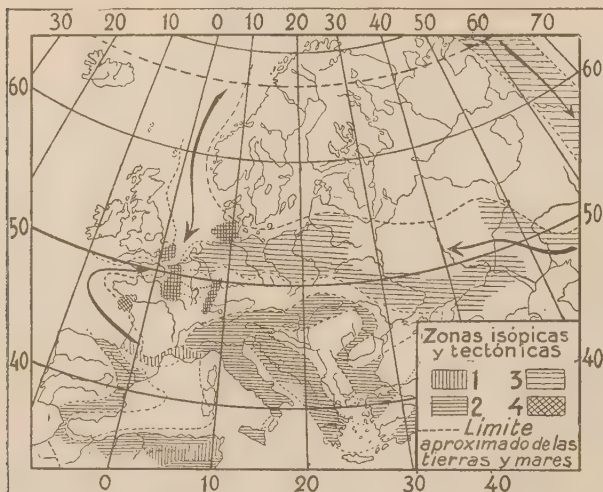 30 20 10 0 10 20 30 40 50 60 70
60 60
50 50
40 40
Zonas isópicas
y tectónicas
1 3
2 4
Límite
aproximado de las
tierras y mares
0 10 20 30 40